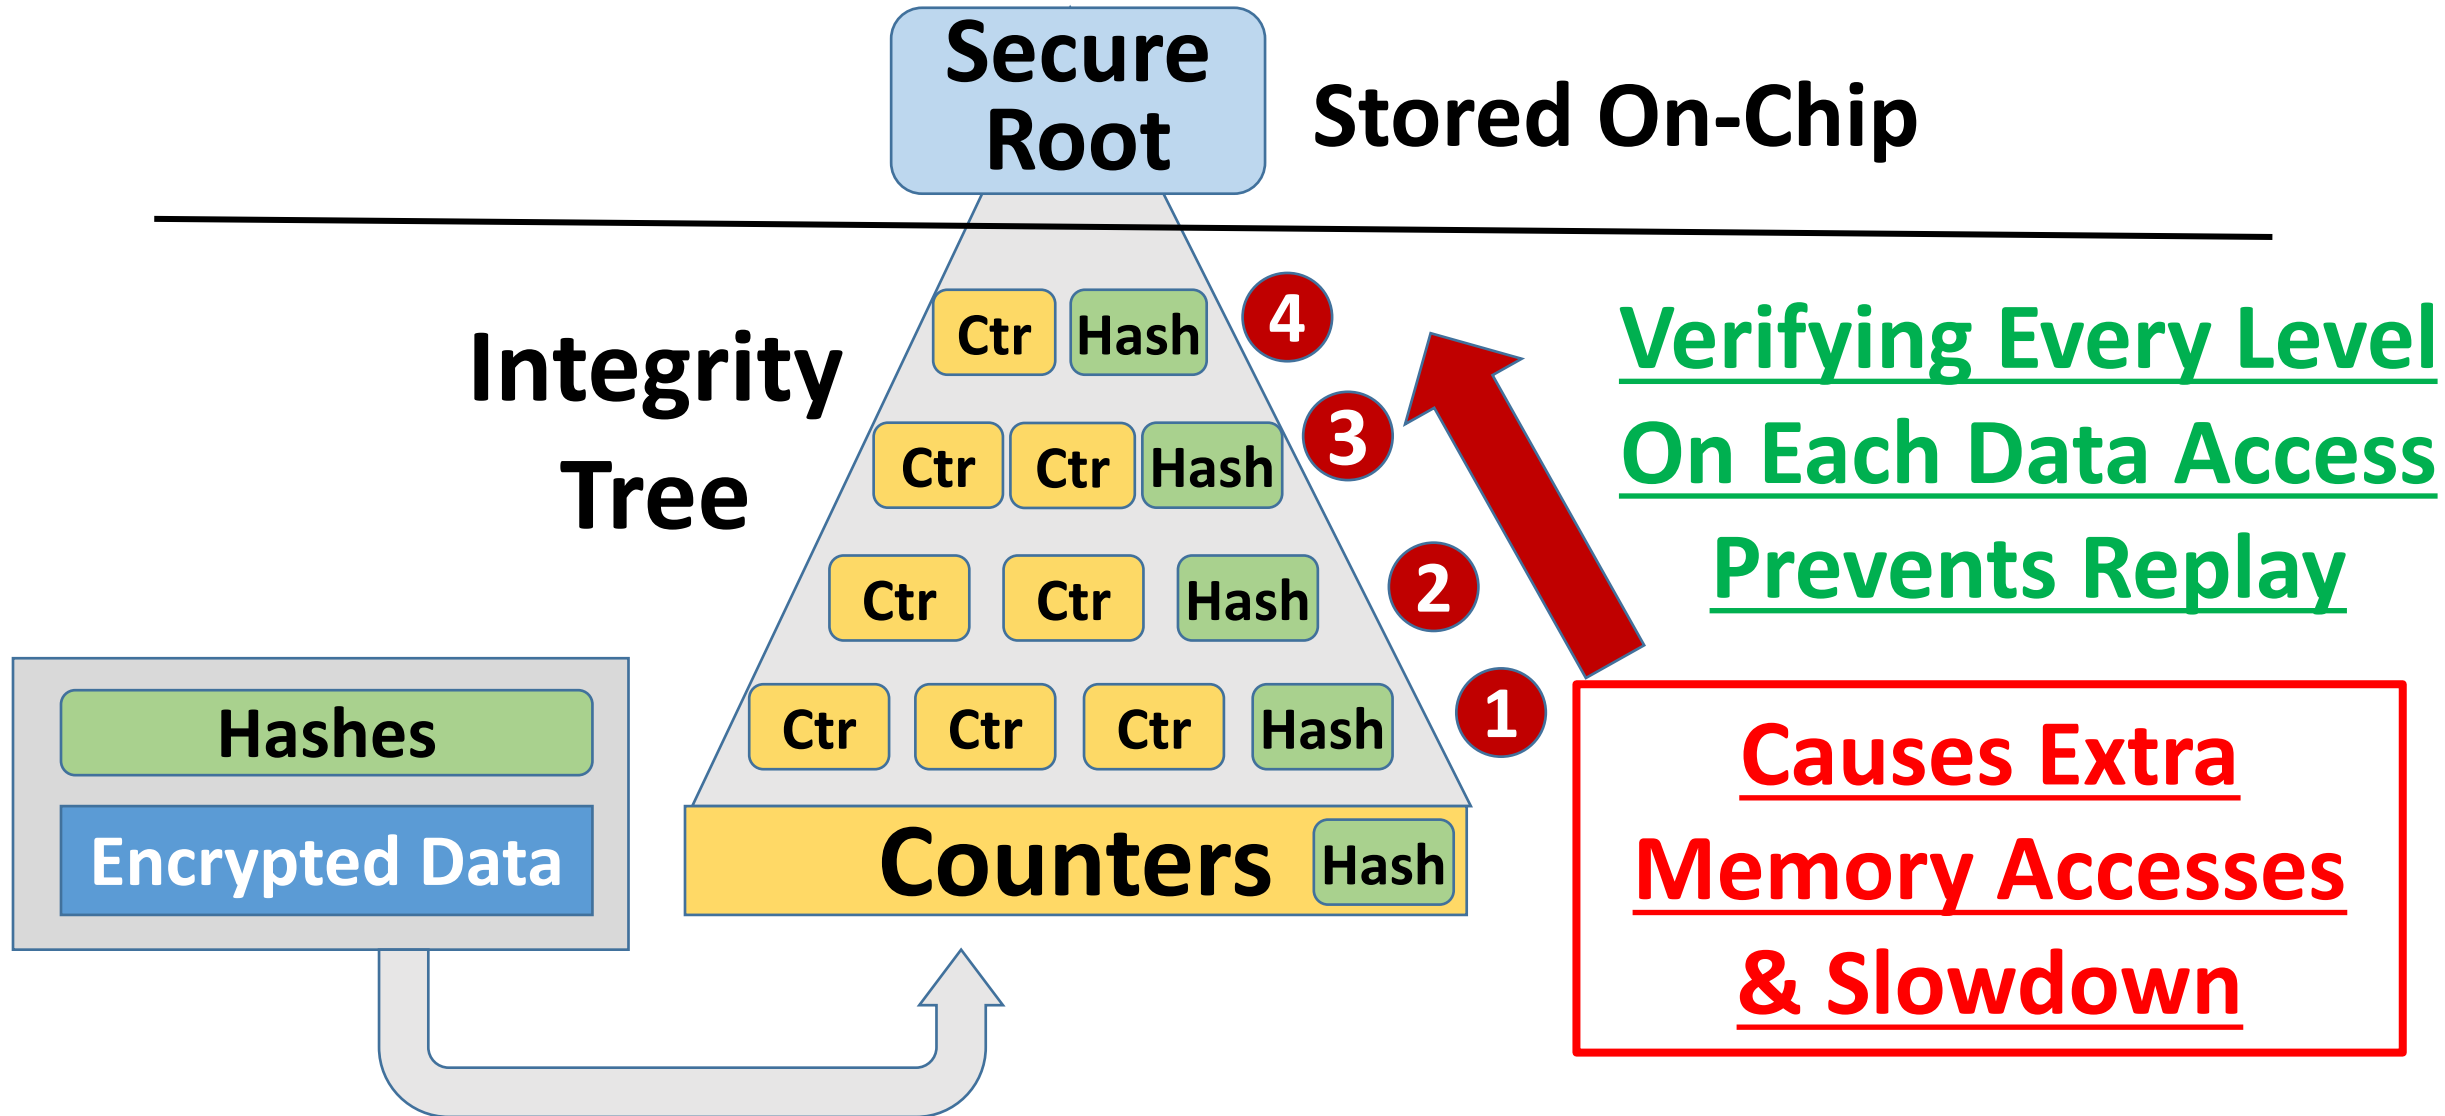 Secure
Root
Stored On-Chip
Integrity
Tree
Ctr Hash 4
Ctr Ctr Hash 3
Ctr Ctr Hash 2
Ctr Ctr Ctr Hash 1
Counters Hash
Hashes
Encrypted Data
Verifying Every Level
On Each Data Access
Prevents Replay
Causes Extra
Memory Accesses
& Slowdown